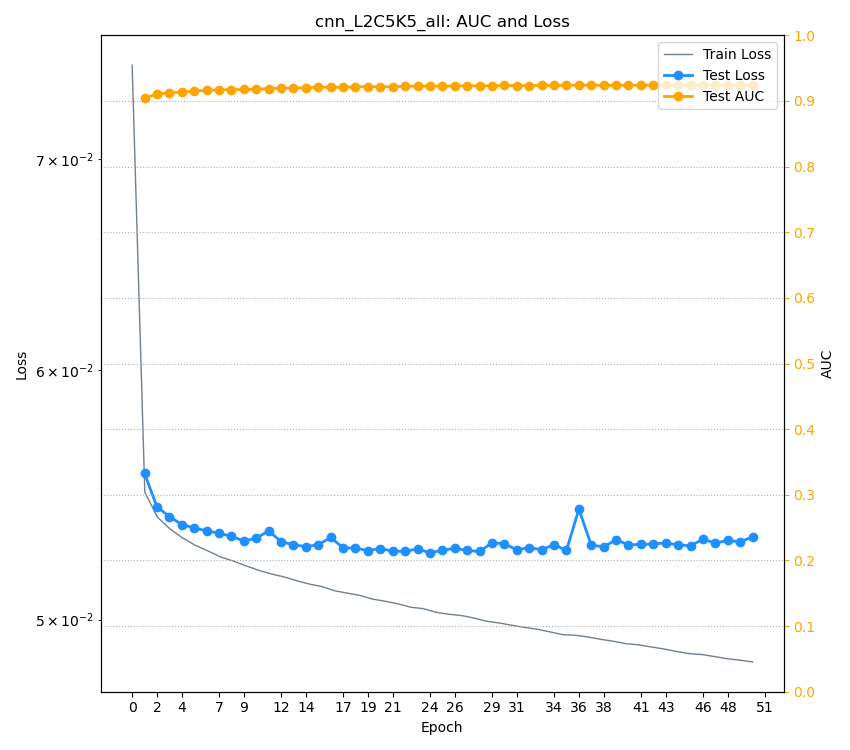 cnn_L2C5K5_all: AUC and Loss
Train Loss
Test Loss
Test AUC
7 × 10⁻²
6 × 10⁻²
5 × 10⁻²
Loss
1.0
0.9
0.8
0.7
0.6
0.5
0.4
0.3
0.2
0.1
0.0
AUC
0 2 4 7 9 12 14 17 19 21 24 26 29 31 34 36 38 41 43 46 48 51
Epoch